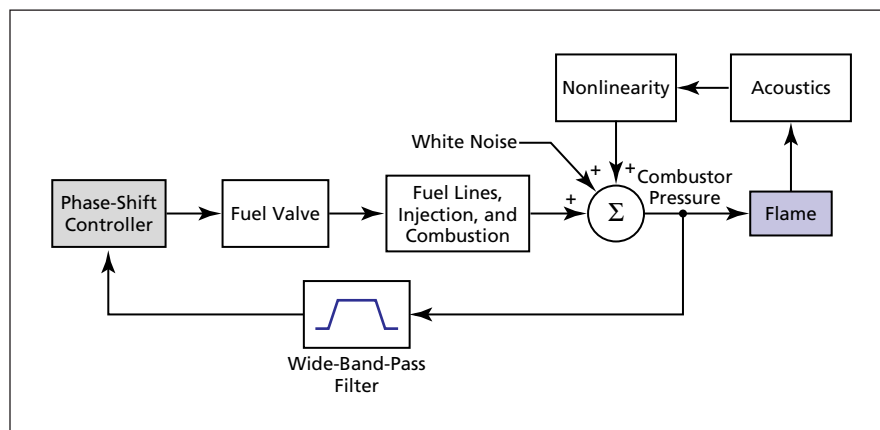 Nonlinearity
Acoustics
White Noise
+
+
Combustor
Pressure
Phase-Shift
Controller
Fuel Valve
Fuel Lines,
Injection, and
Combustion
+
Σ
Flame
Wide-Band-Pass
Filter